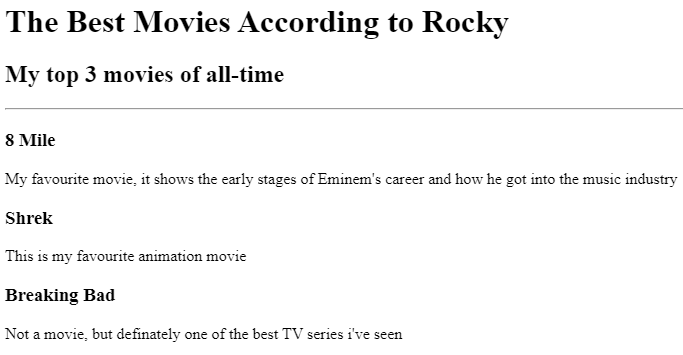 The Best Movies According to Rocky
My top 3 movies of all-time
8 Mile
My favourite movie, it shows the early stages of Eminem's career and how he got into the music industry
Shrek
This is my favourite animation movie
Breaking Bad
Not a movie, but definately one of the best TV series i've seen